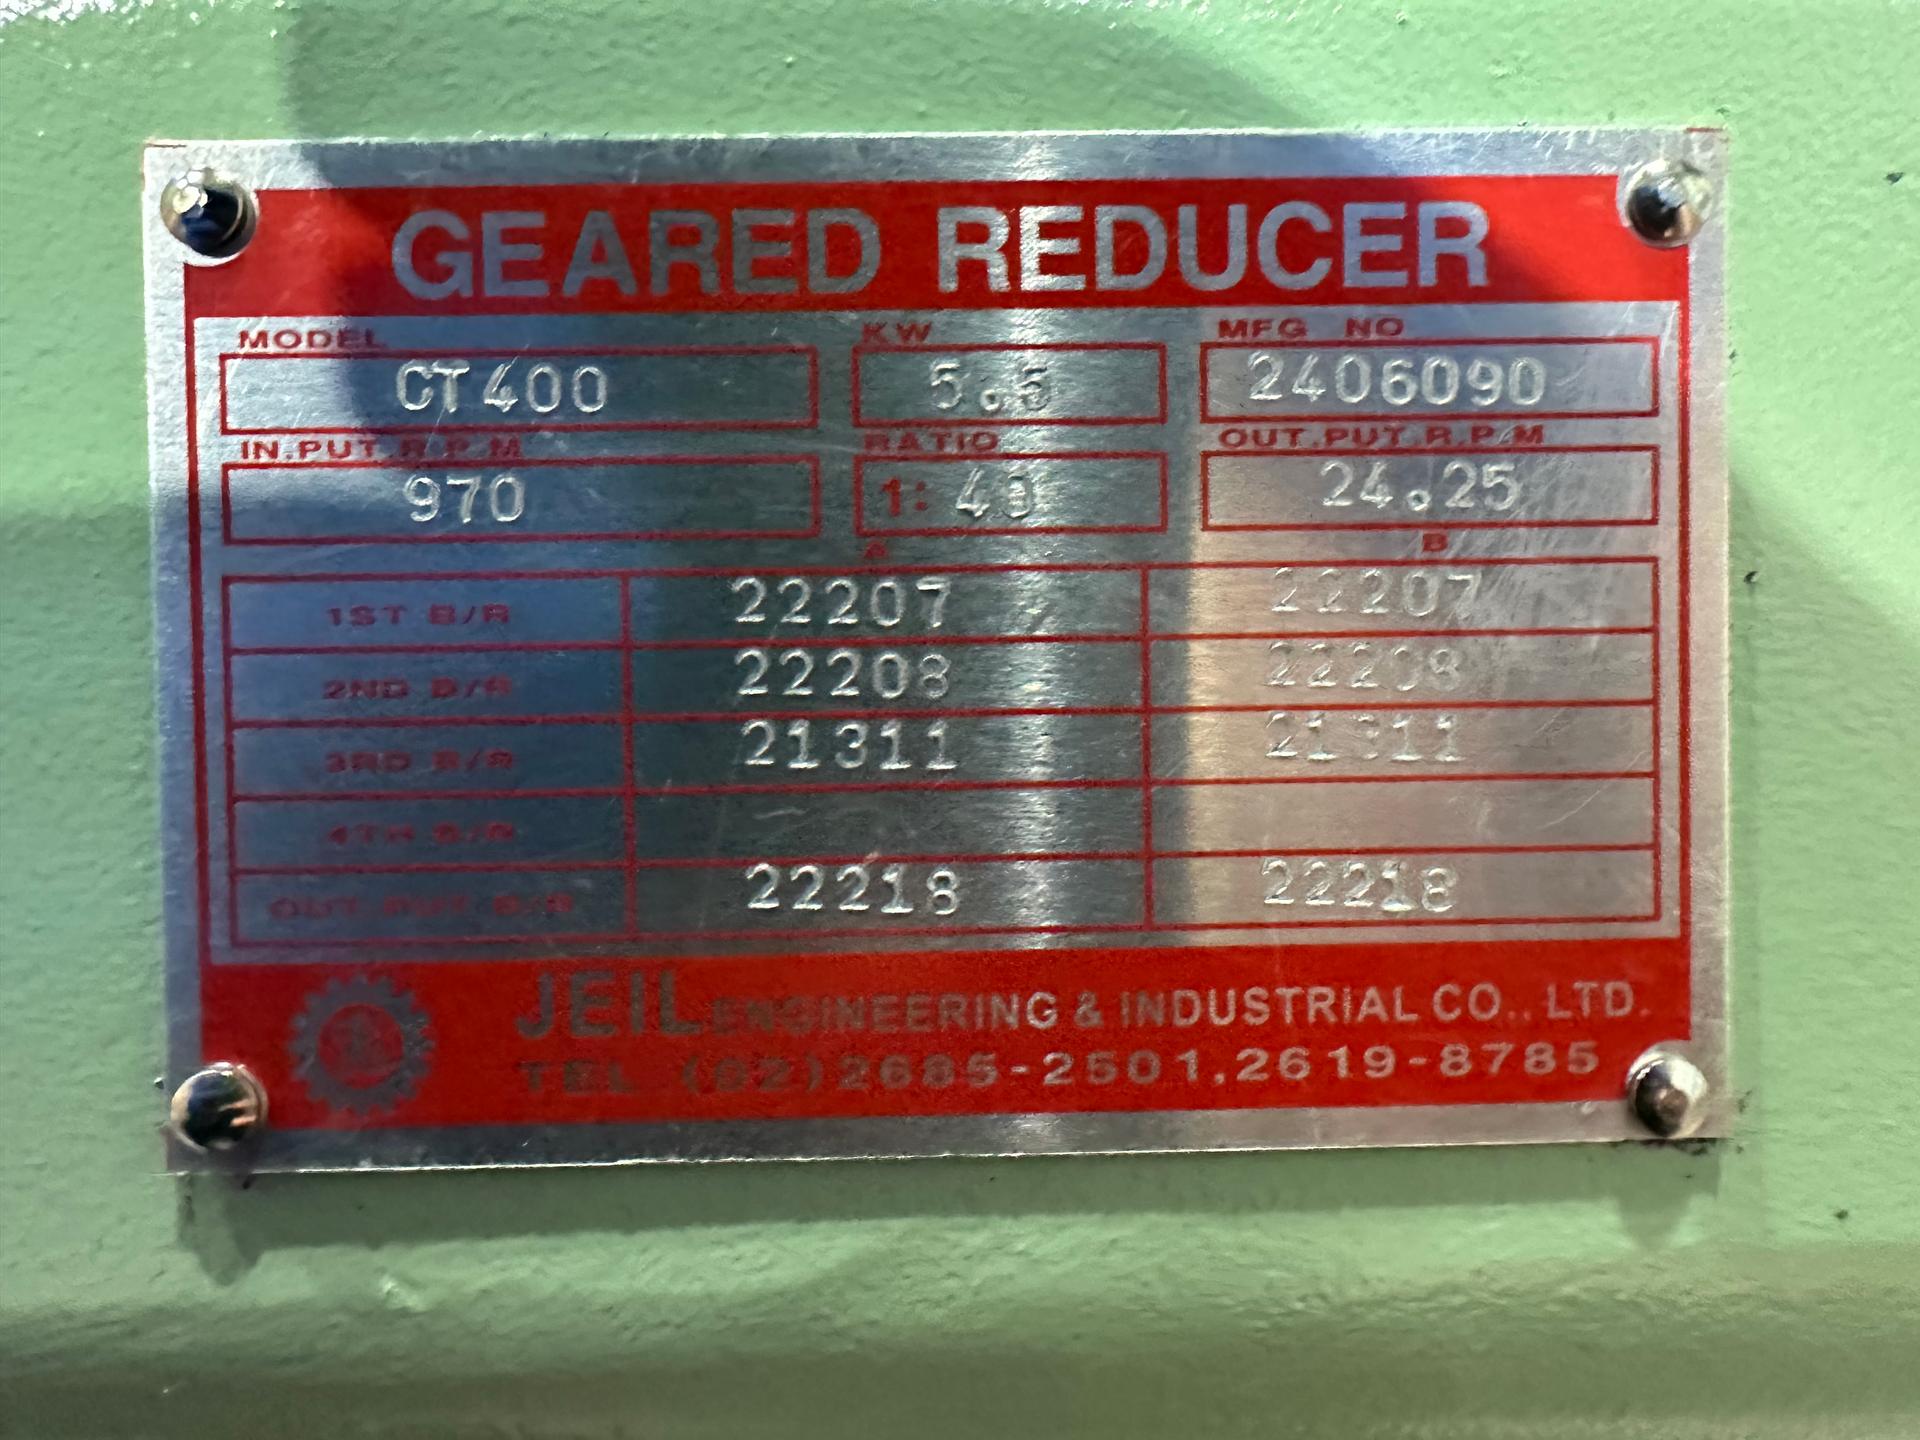 GEARED REDUCER
MODEL KW MFG NO
CT400 5.5 2406090
IN.PUT.R.P.M RATIO OUT.PUT.R.P.M
970 1: 40 24.25
A B
1ST B/R 22207 22207
2ND B/R 22208 22208
3RD B/R 21311 21311
4TH B/R
OUT.PUT B/R 22218 22218
JEIL ENGINEERING & INDUSTRIAL CO., LTD.
TEL (02)2685-2501,2619-8785